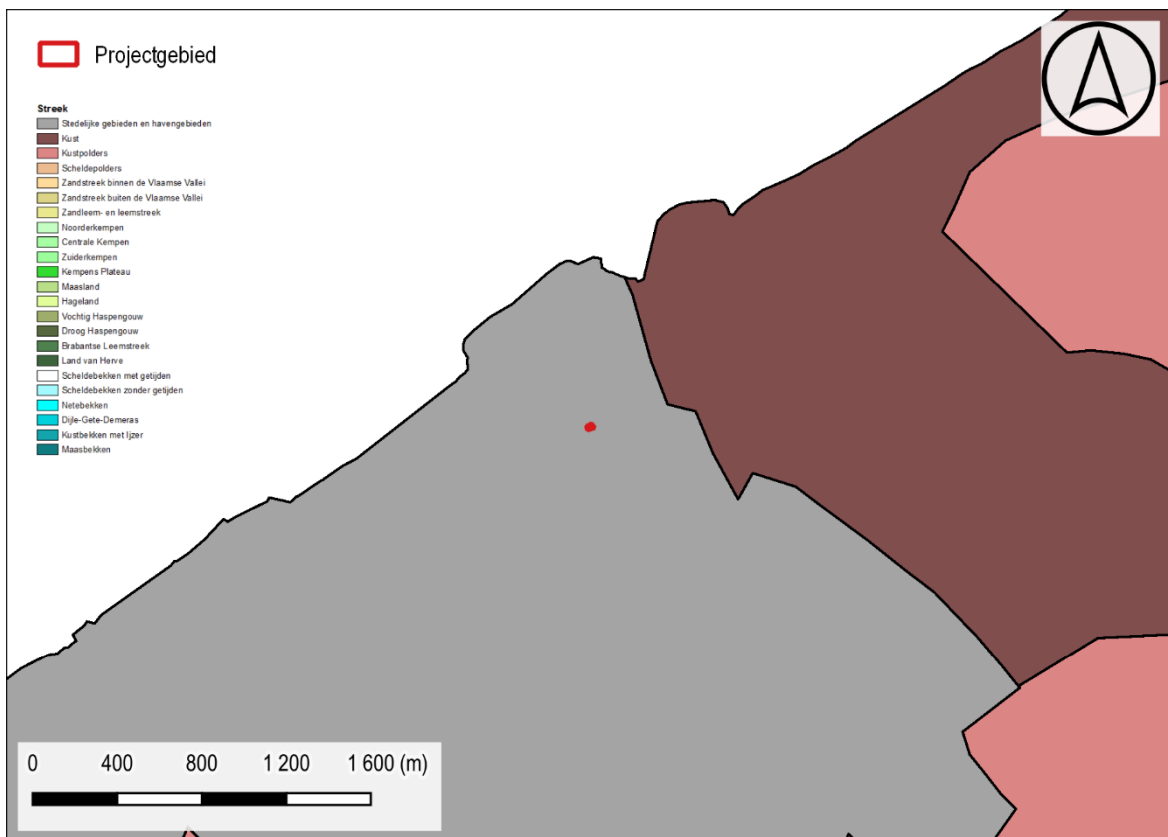 Projectgebied
Streek
Stedelijke gebieden en havengebieden
Kust
Kustpolders
Scheldepolders
Zandstreek binnen de Vlaamse Vallei
Zandstreek buiten de Vlaamse Vallei
Zandleem- en leemstreek
Noorderkempen
Centrale Kempen
Zuiderkempen
Kempens Plateau
Maasland
Hageland
Vochtig Haspengouw
Droog Haspengouw
Brabantse Leemstreek
Land van Herve
Scheldebekken met getijden
Scheldebekken zonder getijden
Netebekken
Dijle-Gete-Demeras
Kustbekken met Ijzer
Maasbekken
0 400 800 1 200 1 600 (m)